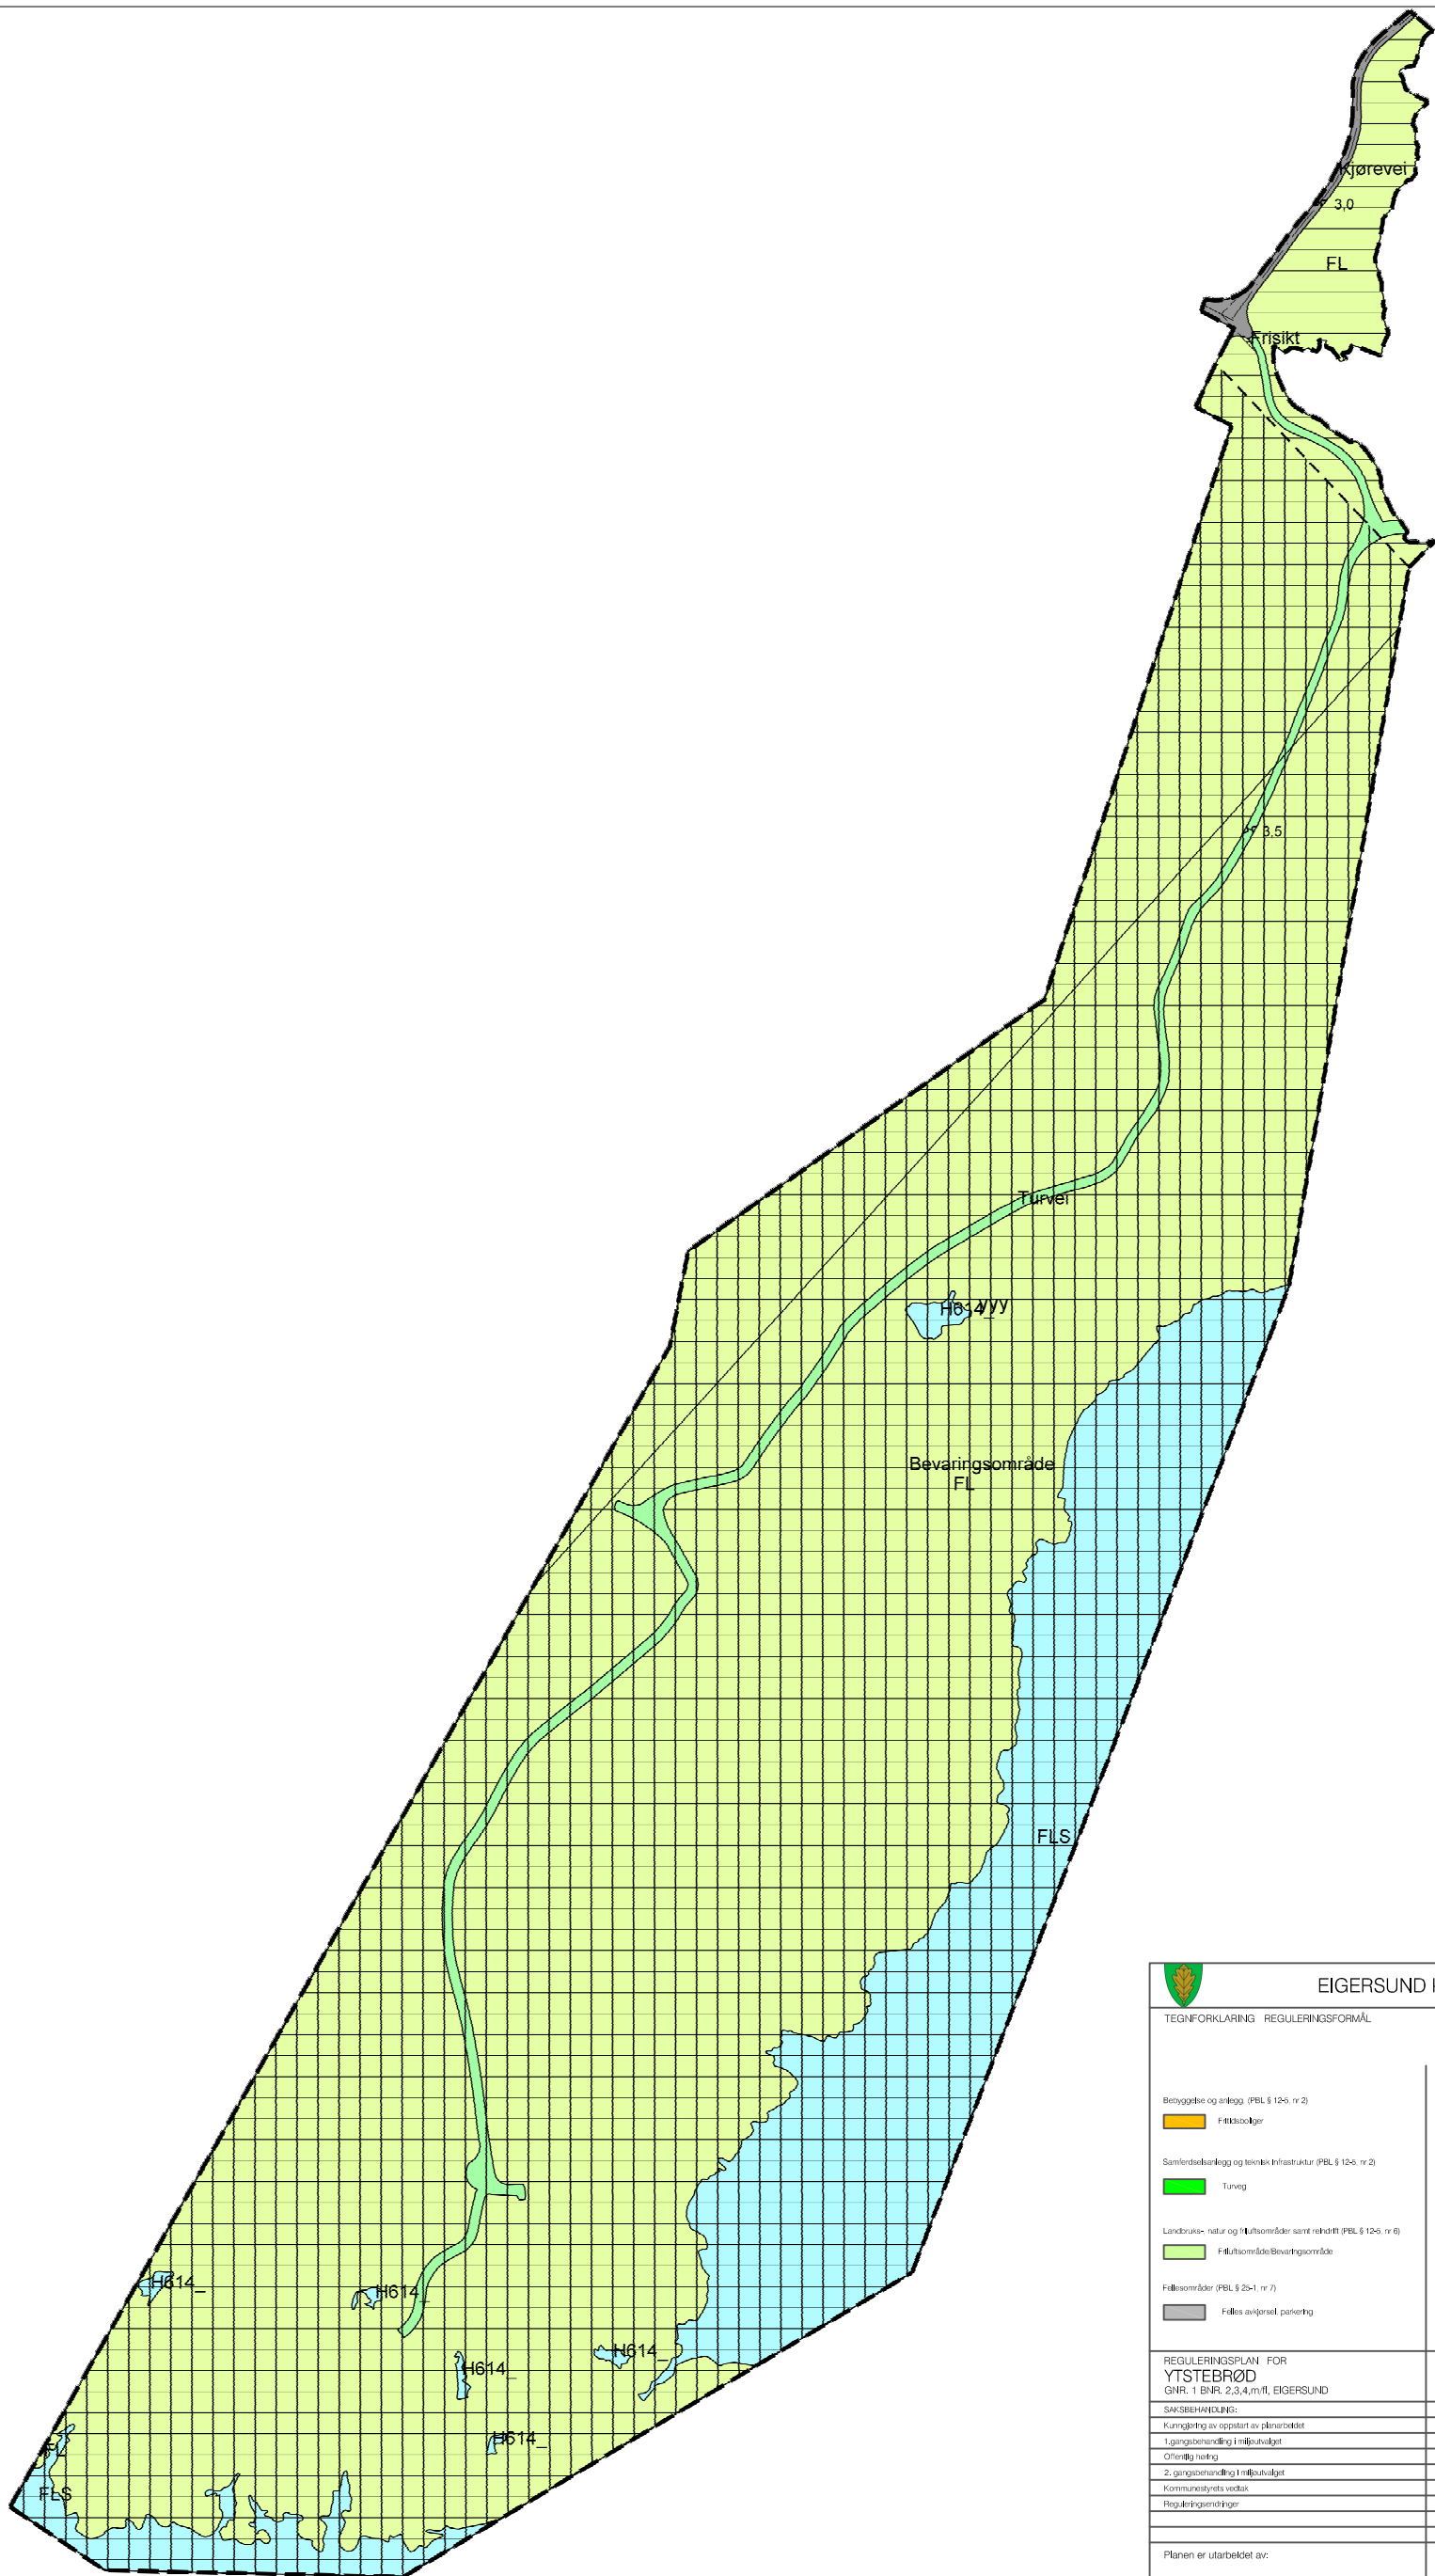 Kjørevei
3,0
FL
Frisikt
3,5
Turvei
H614_
yyy
Bevaringsområde
FL
FLS
H614_
H614_
H614_
H614_
H614_
FL
FLS
EIGERSUND
TEGNFORKLARING REGULERINGSFORMÅL
Bebyggelse og anlegg. (PBL § 12-5, nr 2)
Fritidsboliger
Samferdselsanlegg og teknisk infrastruktur (PBL § 12-5, nr 2)
Turveg
Landbruks-, natur og friluftsområder samt reindrift (PBL § 12-5, nr 6)
Friluftsområde/Bevaringsområde
Fellesområder (PBL § 25-1, nr 7)
Felles avkjørsel, parkering
REGULERINGSPLAN FOR
YTSTEBRØD
GNR. 1 BNR. 2,3,4,m/fl, EIGERSUND
SAKSBEHANDLING:
Kunngjøring av oppstart av planarbeidet
1.gangsbehandling i miljøutvalget
Offentlig høring
2. gangsbehandling i miljøutvalget
Kommunestyrets vedtak
Reguleringsendringer
Planen er utarbeidet av: